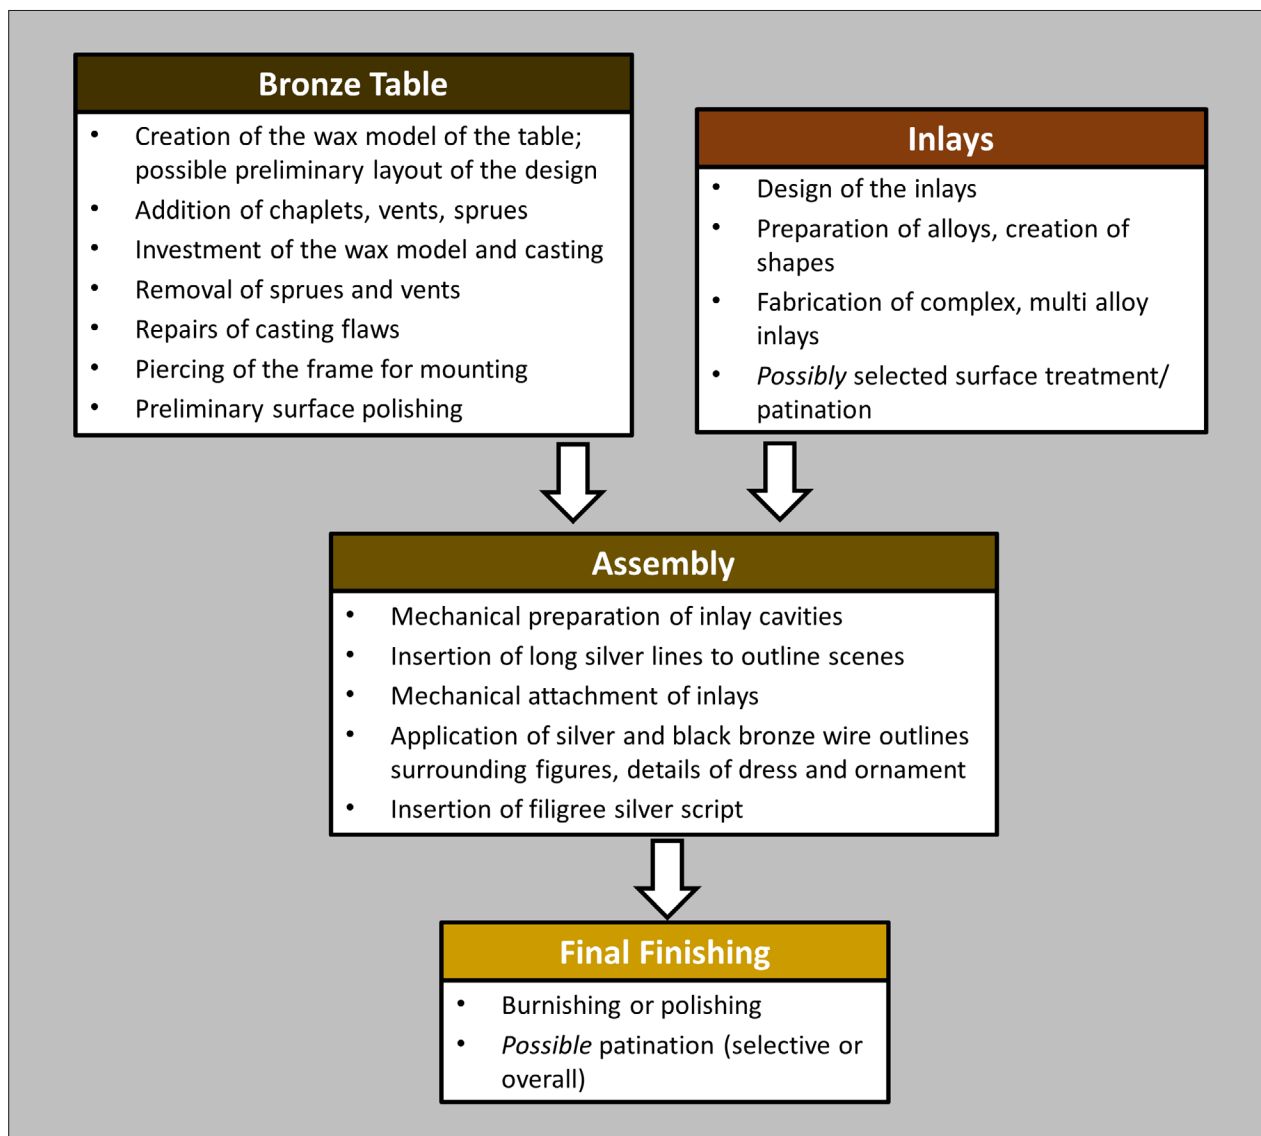 Bronze Table
• Creation of the wax model of the table;
possible preliminary layout of the design
• Addition of chaplets, vents, sprues
• Investment of the wax model and casting
• Removal of sprues and vents
• Repairs of casting flaws
• Piercing of the frame for mounting
• Preliminary surface polishing
Inlays
• Design of the inlays
• Preparation of alloys, creation of
shapes
• Fabrication of complex, multi alloy
inlays
• Possibly selected surface treatment/
patination
Assembly
• Mechanical preparation of inlay cavities
• Insertion of long silver lines to outline scenes
• Mechanical attachment of inlays
• Application of silver and black bronze wire outlines
surrounding figures, details of dress and ornament
• Insertion of filigree silver script
Final Finishing
• Burnishing or polishing
• Possible patination (selective or
overall)